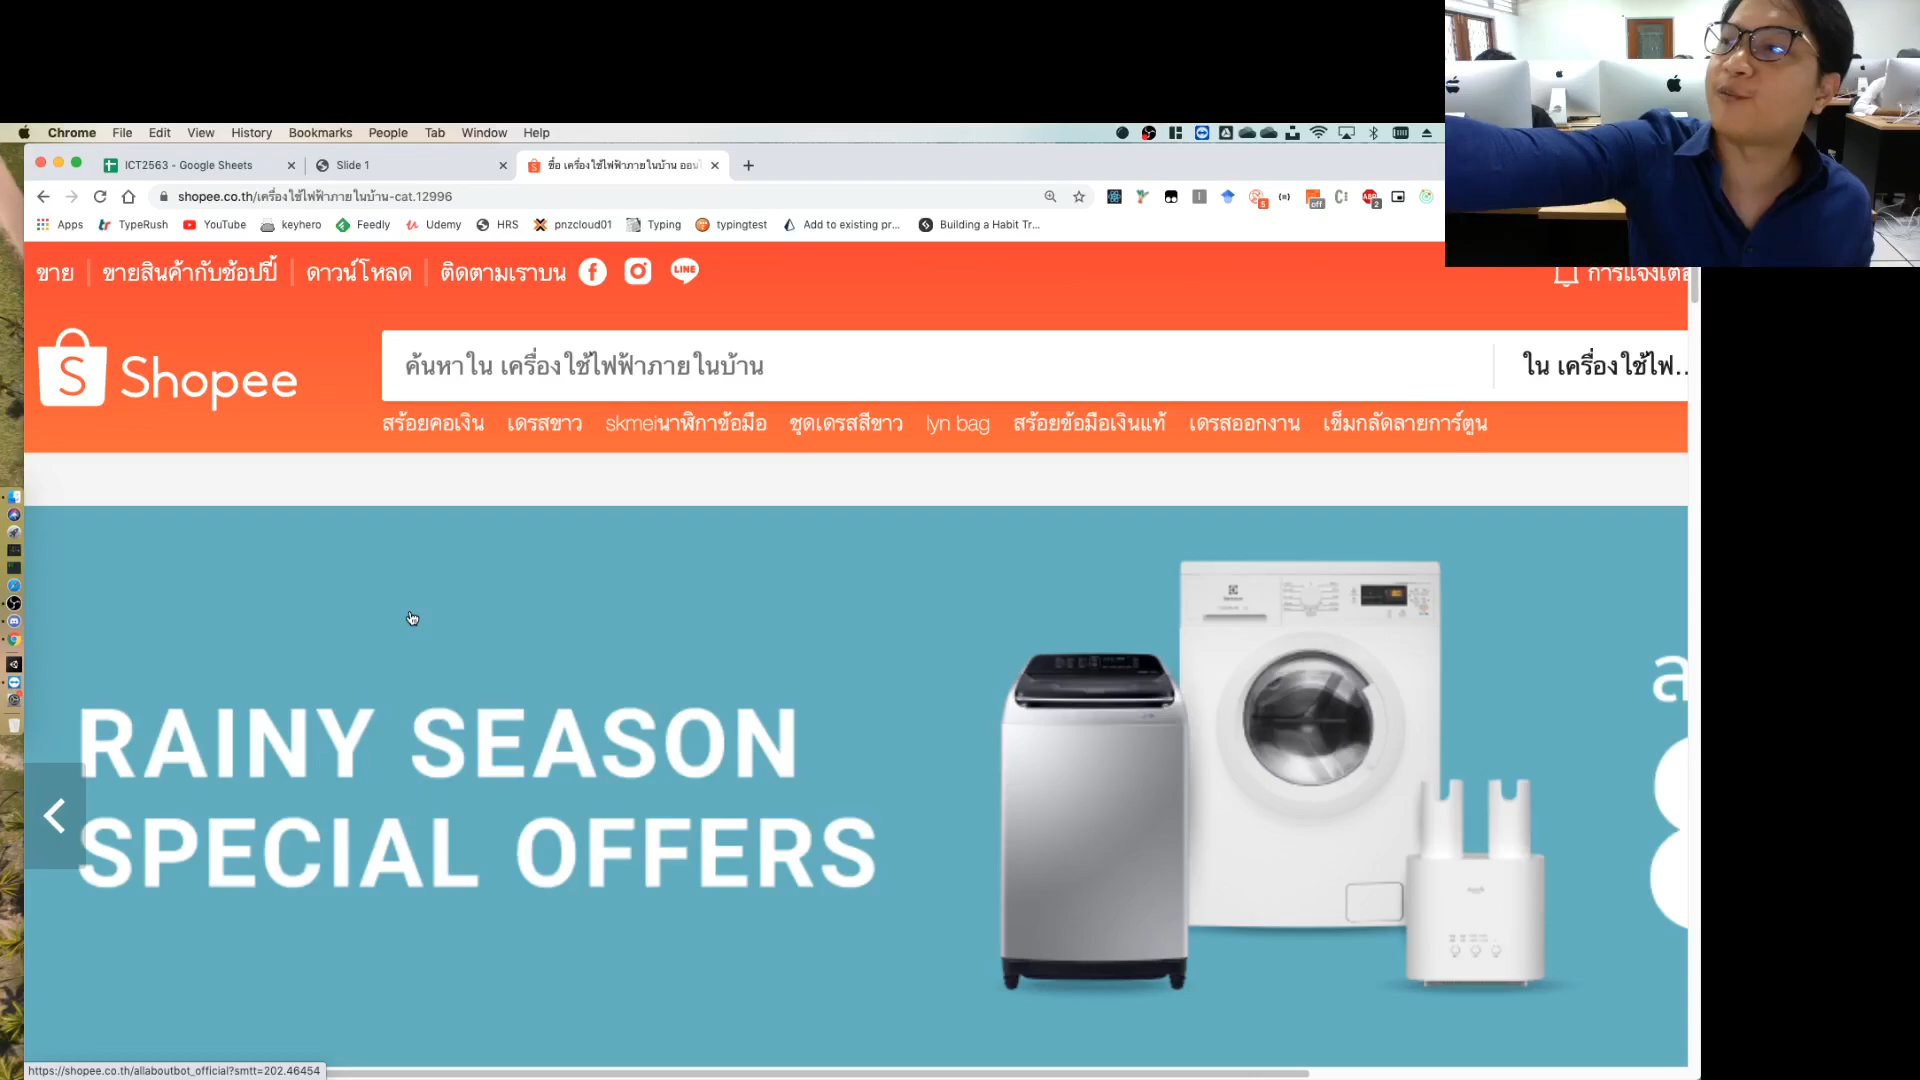 Chrome File Edit View History Bookmarks People Tab Window Help
ICT2563 - Google Sheets
Slide 1
ซื้อ เครื่องใช้ไฟฟ้าภายในบ้าน ออนไ
shopee.co.th/เครื่องใช้ไฟฟ้าภายในบ้าน-cat.12996
Apps TypeRush YouTube keyhero Feedly Udemy HRS pnzcloud01 Typing typingtest Add to existing pr... Building a Habit Tr...
ขาย ขายสินค้ากับช้อปปี้ ดาวน์โหลด ติดตามเราบน LINE การแจ้งเตือ
Shopee
ค้นหาใน เครื่องใช้ไฟฟ้าภายในบ้าน
ใน เครื่องใช้ไฟ...
สร้อยคอเงิน เดรสขาว skmeiนาฬิกาข้อมือ ชุดเดรสสีขาว lyn bag สร้อยข้อมือเงินแท้ เดรสออกงาน เข็มกลัดลายการ์ตูน
RAINY SEASON
SPECIAL OFFERS
https://shopee.co.th/allaboutbot_official?smtt=202.46454